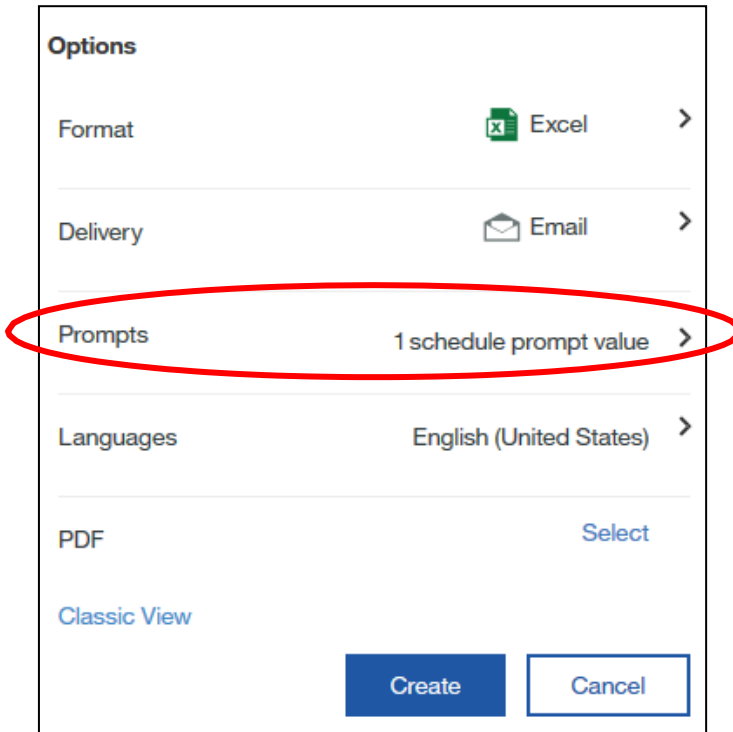 Options
Format Excel
Delivery Email
Prompts 1 schedule prompt value
Languages English (United States)
PDF Select
Classic View
Create Cancel